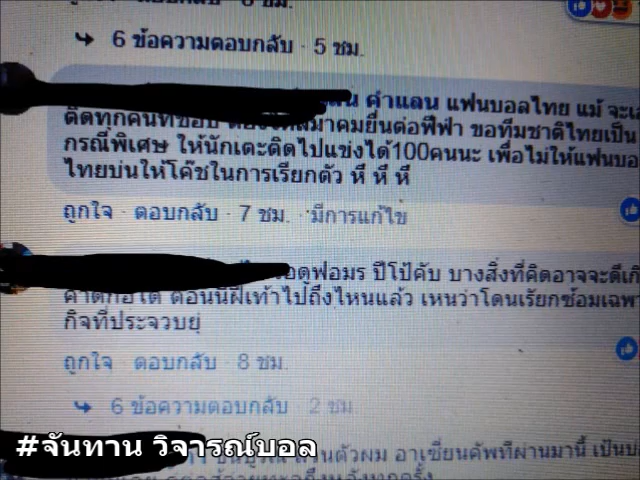 6 ข้อความตอบกลับ · 5 ชม.
คำแลน แฟนบอลไทย แม้ จะเ
ติดทุกคนที่ชอบ สมาคมยื่นต่อฟีฟ่า ขอทีมชาติไทยเป็น
กรณีพิเศษ ให้นักเตะติดไปแข่งได้100คนนะ เพื่อไม่ให้แฟนบอ
ไทยบ่นให้โค๊ชในการเรียกตัว หึ หึ หึ
ถูกใจ · ตอบกลับ · 7 ชม. · มีการแก้ไข
ดูฟอมร ปีโป้คับ บางสิ่งที่คิดอาจจะดีเกิ
ตอนนี้ฝีเท้าไปถึงไหนแล้ว เหนว่าโดนเรียกซ้อมเฉพ
กิจที่ประจวบยุ่
ถูกใจ · ตอบกลับ · 8 ชม.
6 ข้อความตอบกลับ · 2 ชม
#จันทาน วิจารณ์บอล
ส่วนตัวผม อาเซี่ยนคัพทีผ่านมานี้ เป็นบ